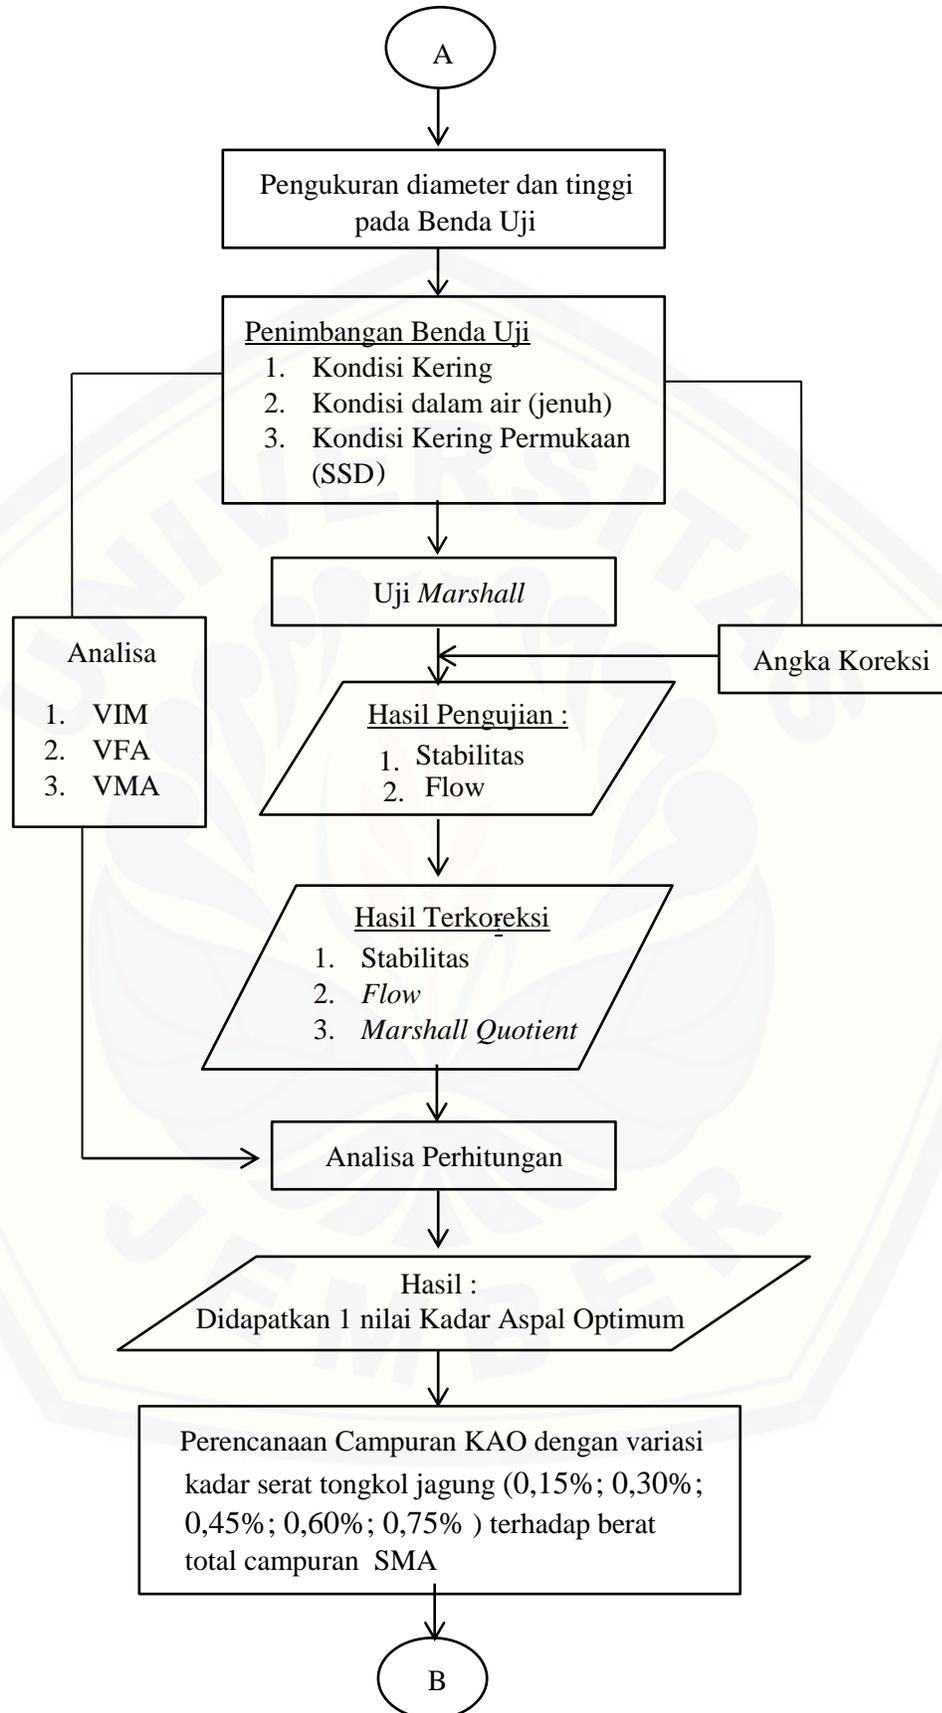 A
Pengukuran diameter dan tinggi
pada Benda Uji
Penimbangan Benda Uji
1. Kondisi Kering
2. Kondisi dalam air (jenuh)
3. Kondisi Kering Permukaan
(SSD)
Uji Marshall
Analisa
1. VIM
2. VFA
3. VMA
Angka Koreksi
Hasil Pengujian :
1. Stabilitas
2. Flow
Hasil Terkoreksi
:
1. Stabilitas
2. Flow
3. Marshall Quotient
Analisa Perhitungan
Hasil :
Didapatkan 1 nilai Kadar Aspal Optimum
Perencanaan Campuran KAO dengan variasi
kadar serat tongkol jagung (0,15%; 0,30%;
0,45%; 0,60%; 0,75% ) terhadap berat
total campuran SMA
B
UNIVERSITAS
JEMBER